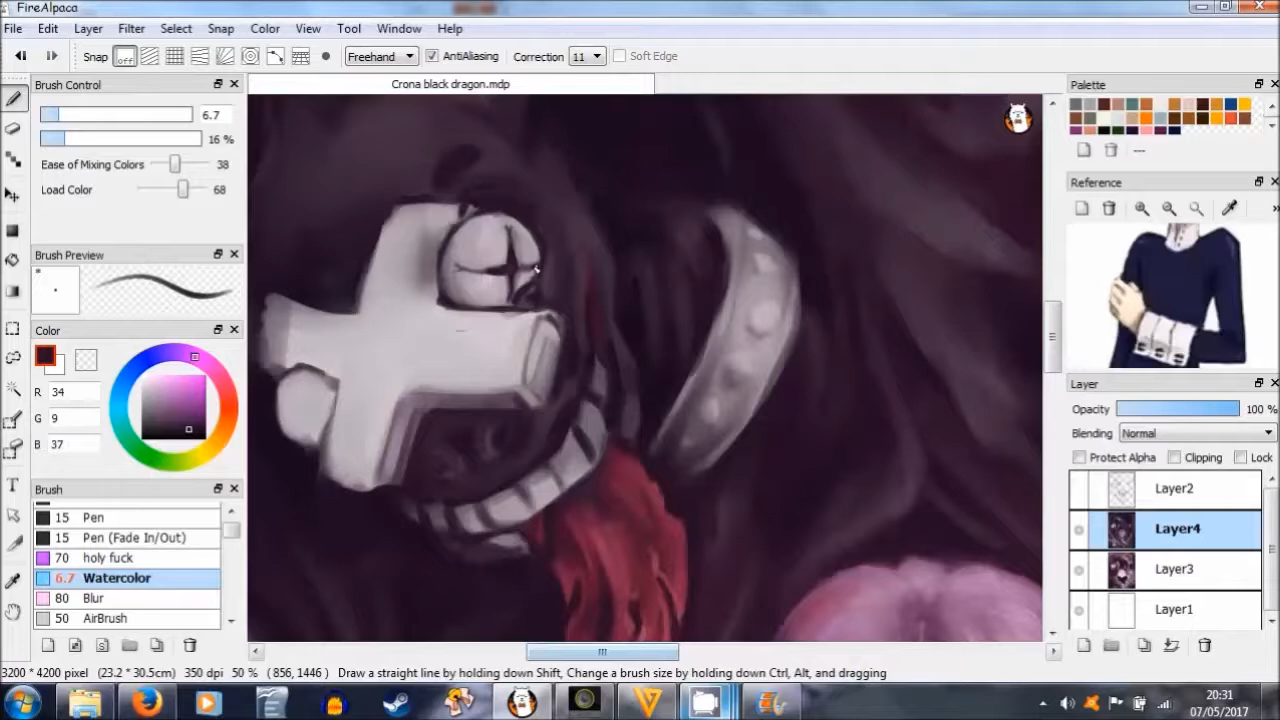 FireAlpaca
File Edit Layer Filter Select Snap Color View Tool Window Help
Snap off Freehand AntiAliasing Correction 11 Soft Edge
Brush Control
Crona black dragon.mdp
Palette
6.7
16 %
Ease of Mixing Colors 38
Load Color 68
---
Reference
Brush Preview
Color
R 34
G 9
B 37
Layer
Opacity 100 %
Blending Normal
Protect Alpha Clipping Lock
Brush
15 Pen
15 Pen (Fade In/Out)
70 holy fuck
6.7 Watercolor
80 Blur
50 AirBrush
Layer2
Layer4
Layer3
Layer1
3200 * 4200 pixel (23.2 * 30.5cm) 350 dpi 50 % (856, 1446) Draw a straight line by holding down Shift, Change a brush size by holding down Ctrl, Alt, and dragging
20:31
07/05/2017